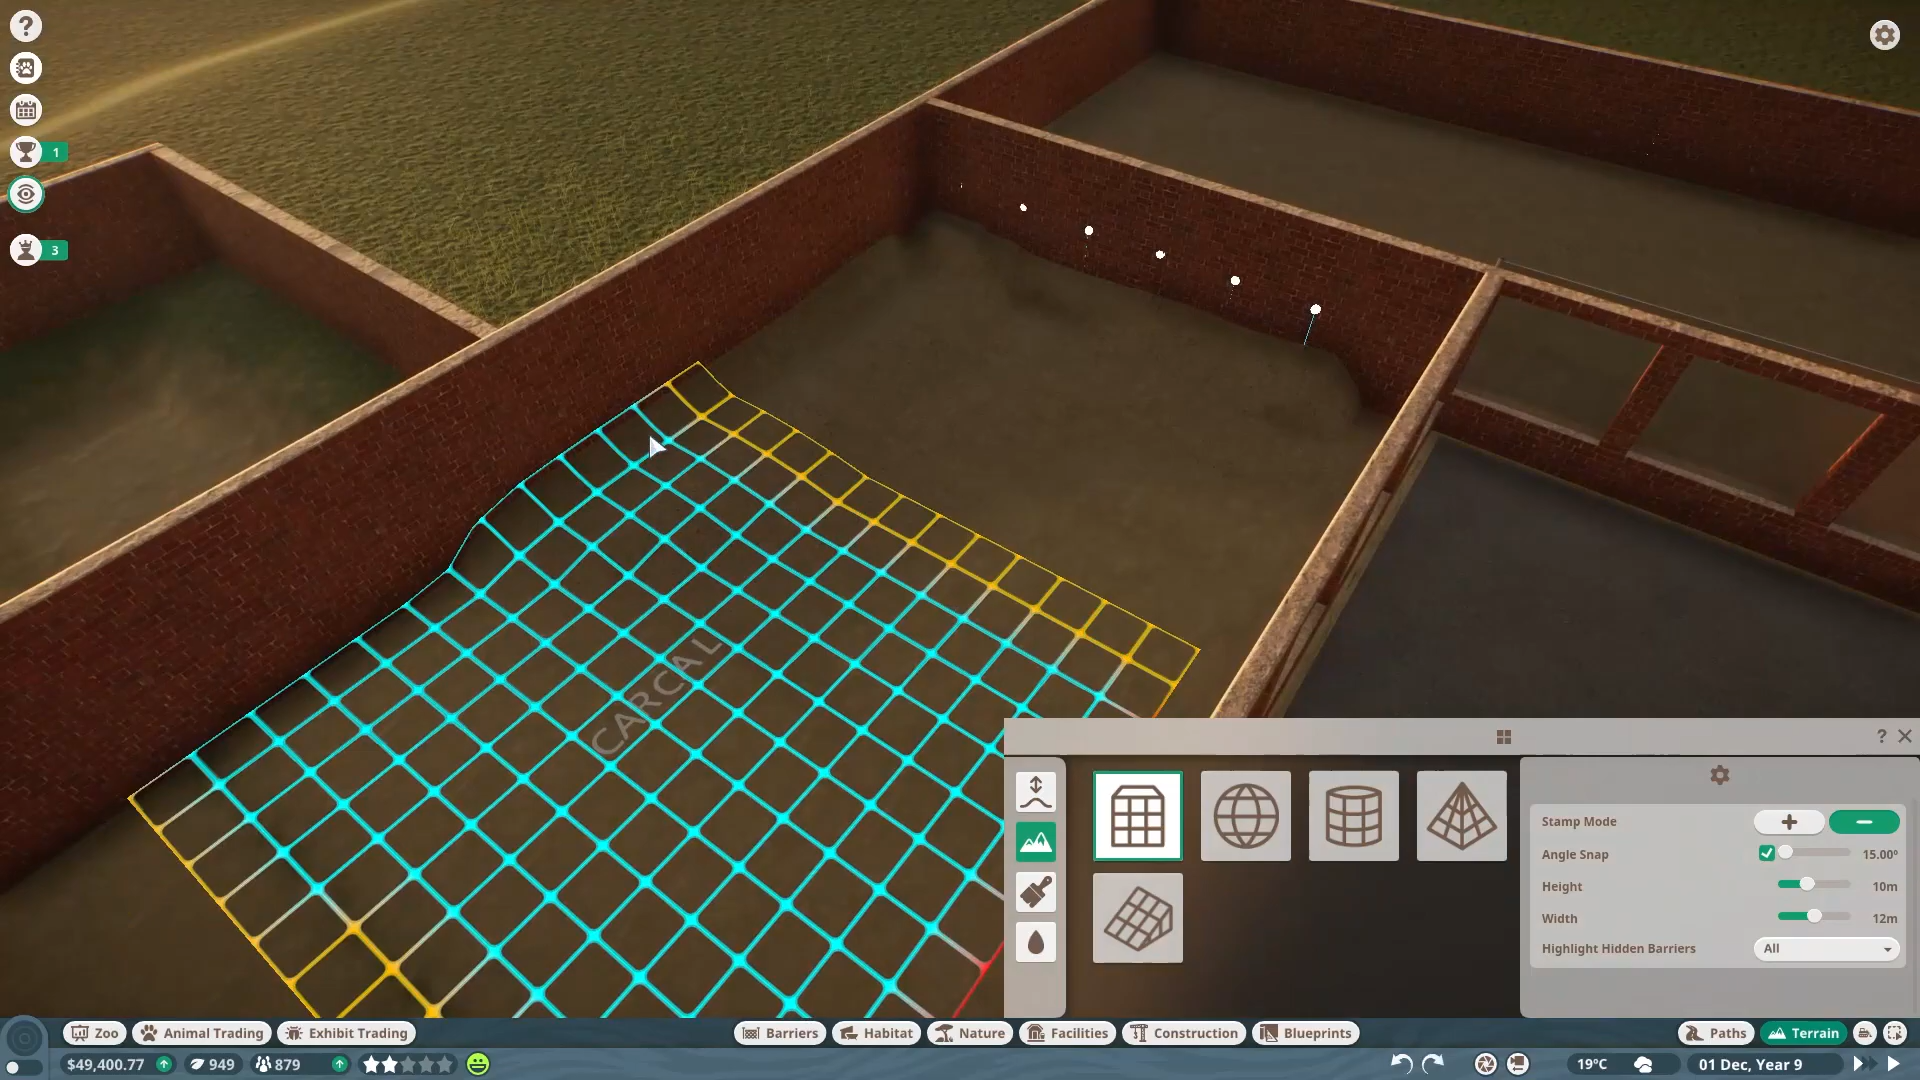 ?
1
3
CARCAL
?
Stamp Mode
Angle Snap
15.00°
Height
10m
Width
12m
Highlight Hidden Barriers
All
Zoo
Animal Trading
Exhibit Trading
Barriers
Habitat
Nature
Facilities
Construction
Blueprints
Paths
Terrain
$49,400.77
949
879
19°C
01 Dec, Year 9